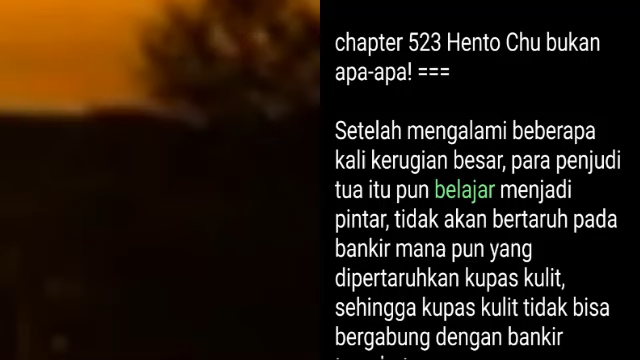 chapter 523 Hento Chu bukan
apa-apa! ===
Setelah mengalami beberapa
kali kerugian besar, para penjudi
tua itu pun belajar menjadi
pintar, tidak akan bertaruh pada
bankir mana pun yang
dipertaruhkan kupas kulit,
sehingga kupas kulit tidak bisa
bergabung dengan bankir